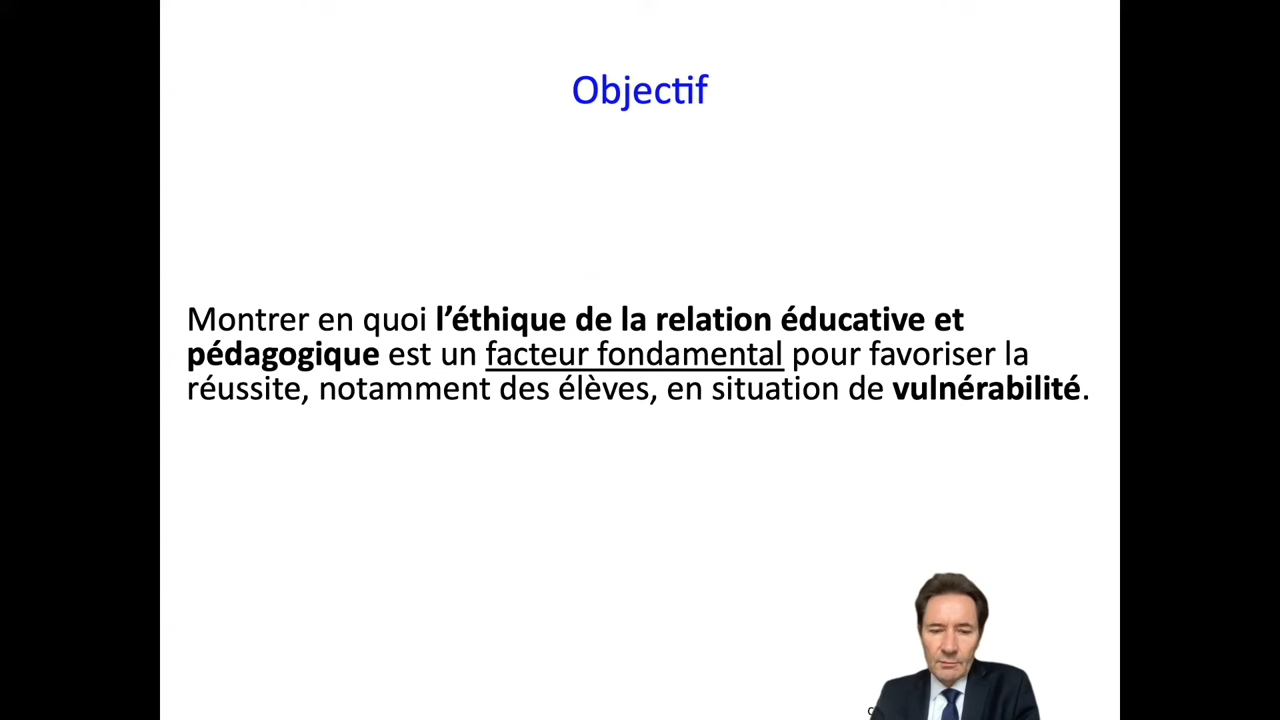 Objectif
Montrer en quoi l’éthique de la relation éducative et
pédagogique est un facteur fondamental pour favoriser la
réussite, notamment des élèves, en situation de vulnérabilité.